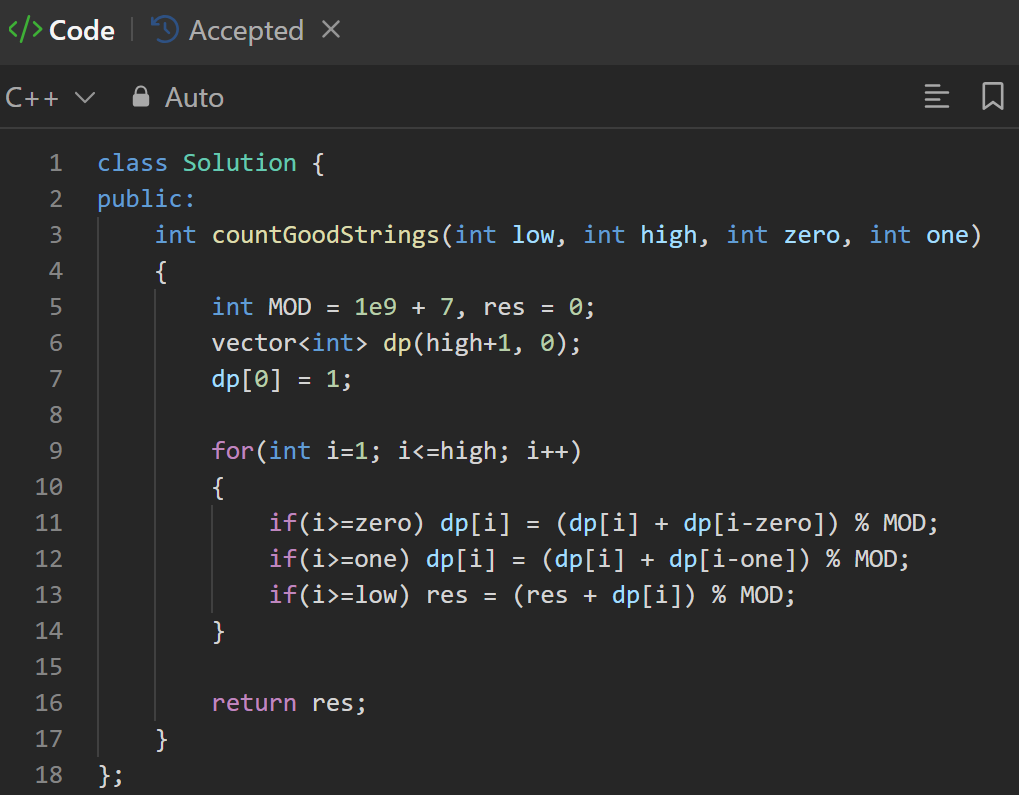 </> Code | Accepted ×
C++ Auto
1 class Solution {
2 public:
3     int countGoodStrings(int low, int high, int zero, int one)
4     {
5         int MOD = 1e9 + 7, res = 0;
6         vector<int> dp(high+1, 0);
7         dp[0] = 1;
8
9         for(int i=1; i<=high; i++)
10         {
11             if(i>=zero) dp[i] = (dp[i] + dp[i-zero]) % MOD;
12             if(i>=one) dp[i] = (dp[i] + dp[i-one]) % MOD;
13             if(i>=low) res = (res + dp[i]) % MOD;
14         }
15
16         return res;
17     }
18 };